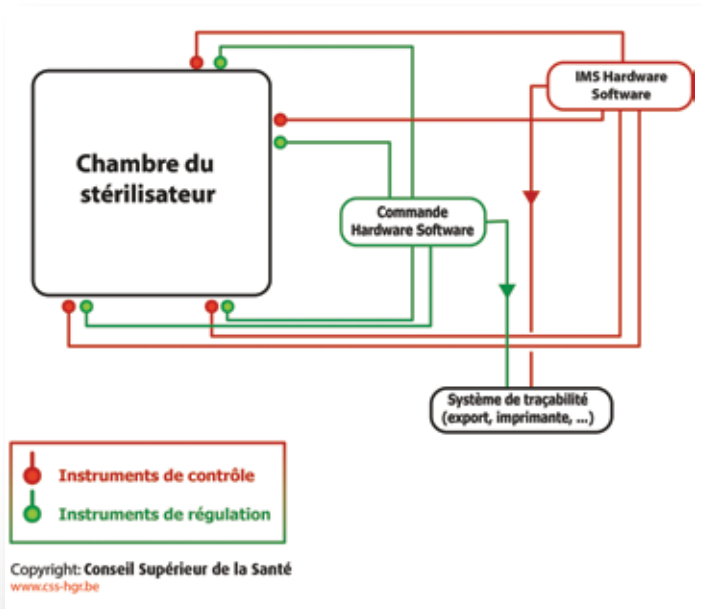 IMS Hardware
Software
Chambre du
stérilisateur
Commande
Hardware Software
Système de traçabilité
(export, imprimante, ...)
Instruments de contrôle
Instruments de régulation
Copyright: Conseil Supérieur de la Santé
www.css-hgr.be